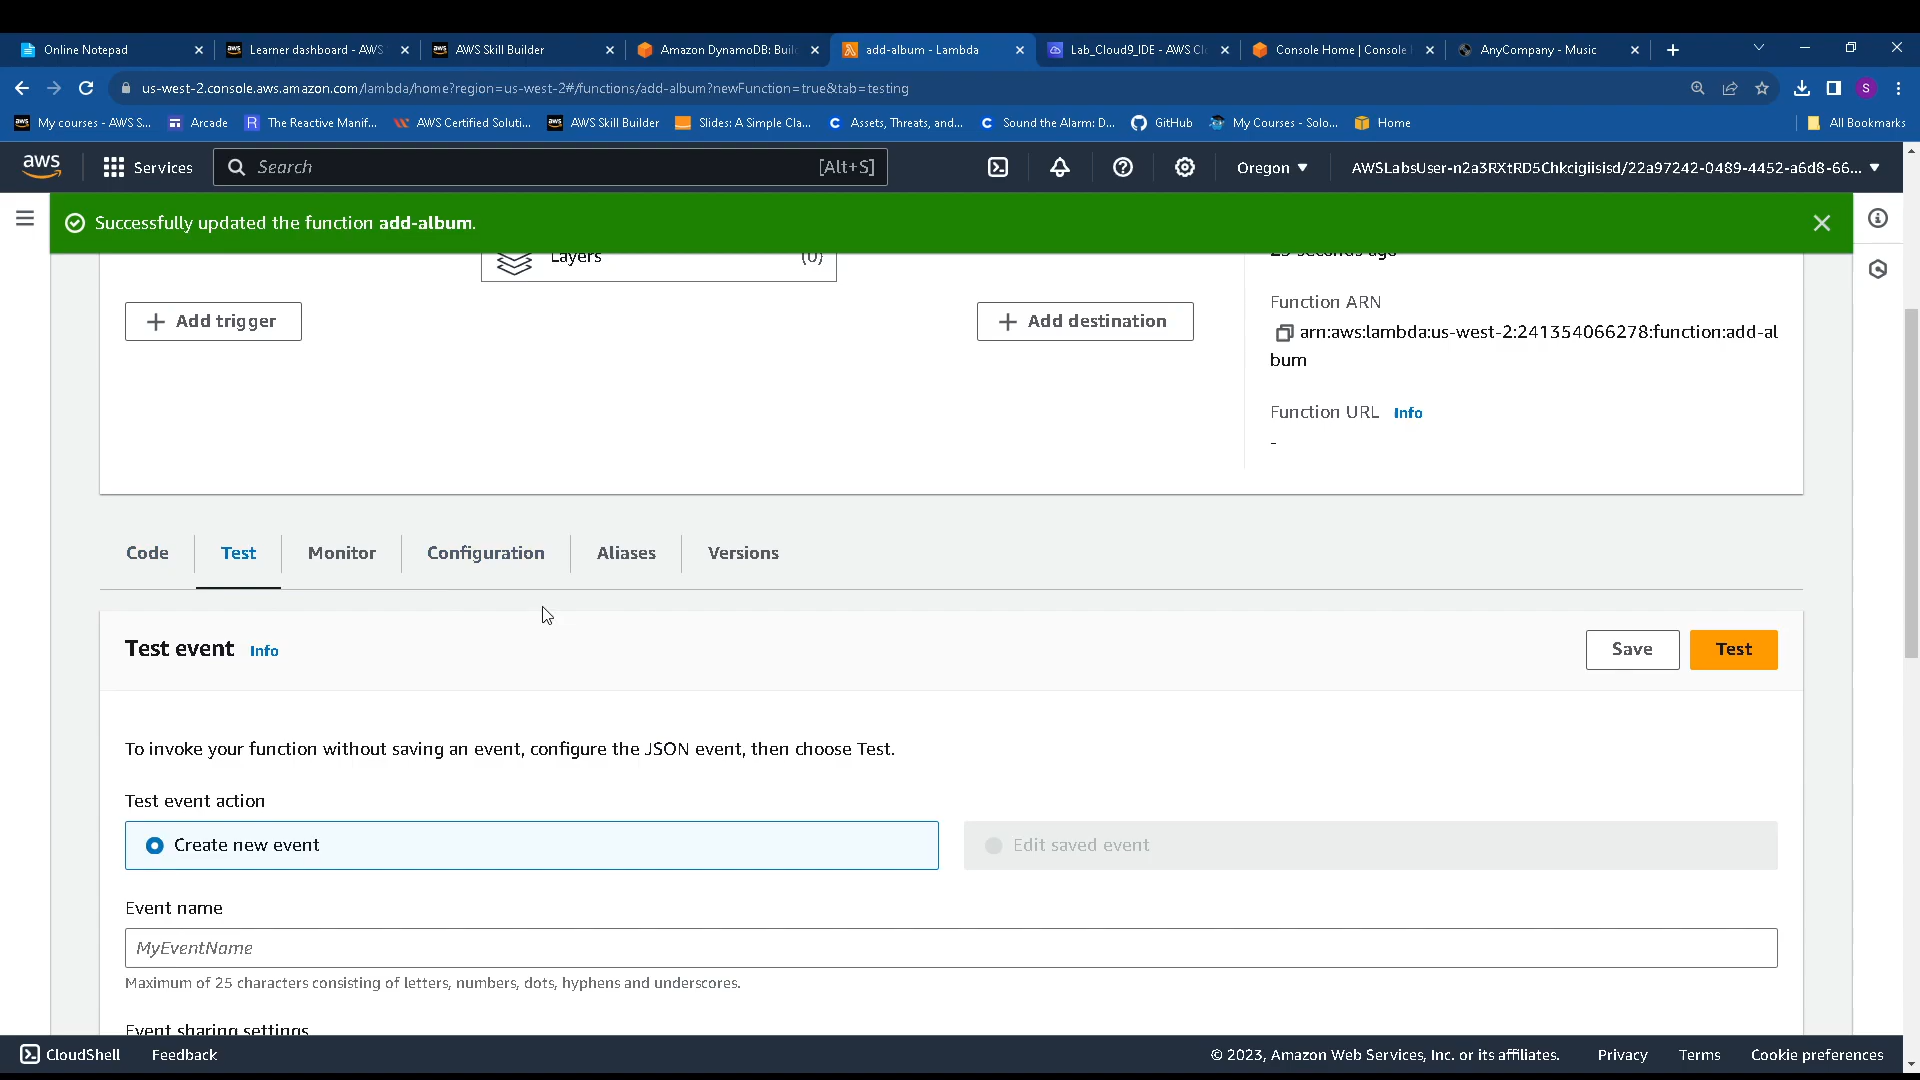 Online Notepad
Learner dashboard - AWS
AWS Skill Builder
Amazon DynamoDB: Buil
add-album - Lambda
Lab_Cloud9_IDE - AWS Cl
Console Home | Console
AnyCompany - Music
us-west-2.console.aws.amazon.com/lambda/home?region=us-west-2#/functions/add-album?newFunction=true&tab=testing
S
My courses - AWS S...
Arcade
The Reactive Manif...
AWS Certified Soluti...
AWS Skill Builder
Slides: A Simple Cla...
Assets, Threats, and...
Sound the Alarm: D...
GitHub
My Courses - Solo...
Home
All Bookmarks
aws
Services
Search
[Alt+S]
Oregon
AWSLabsUser-n2a3RXtRD5Chkcigiisisd/22a97242-0489-4452-a6d8-66...
Successfully updated the function add-album.
Layers
(0)
Add trigger
Add destination
Function ARN
arn:aws:lambda:us-west-2:241354066278:function:add-al
bum
Function URL Info
-
Code
Test
Monitor
Configuration
Aliases
Versions
Test event Info
Save
Test
To invoke your function without saving an event, configure the JSON event, then choose Test.
Test event action
Create new event
Edit saved event
Event name
MyEventName
Maximum of 25 characters consisting of letters, numbers, dots, hyphens and underscores.
Event sharing settings
CloudShell
Feedback
© 2023, Amazon Web Services, Inc. or its affiliates.
Privacy
Terms
Cookie preferences